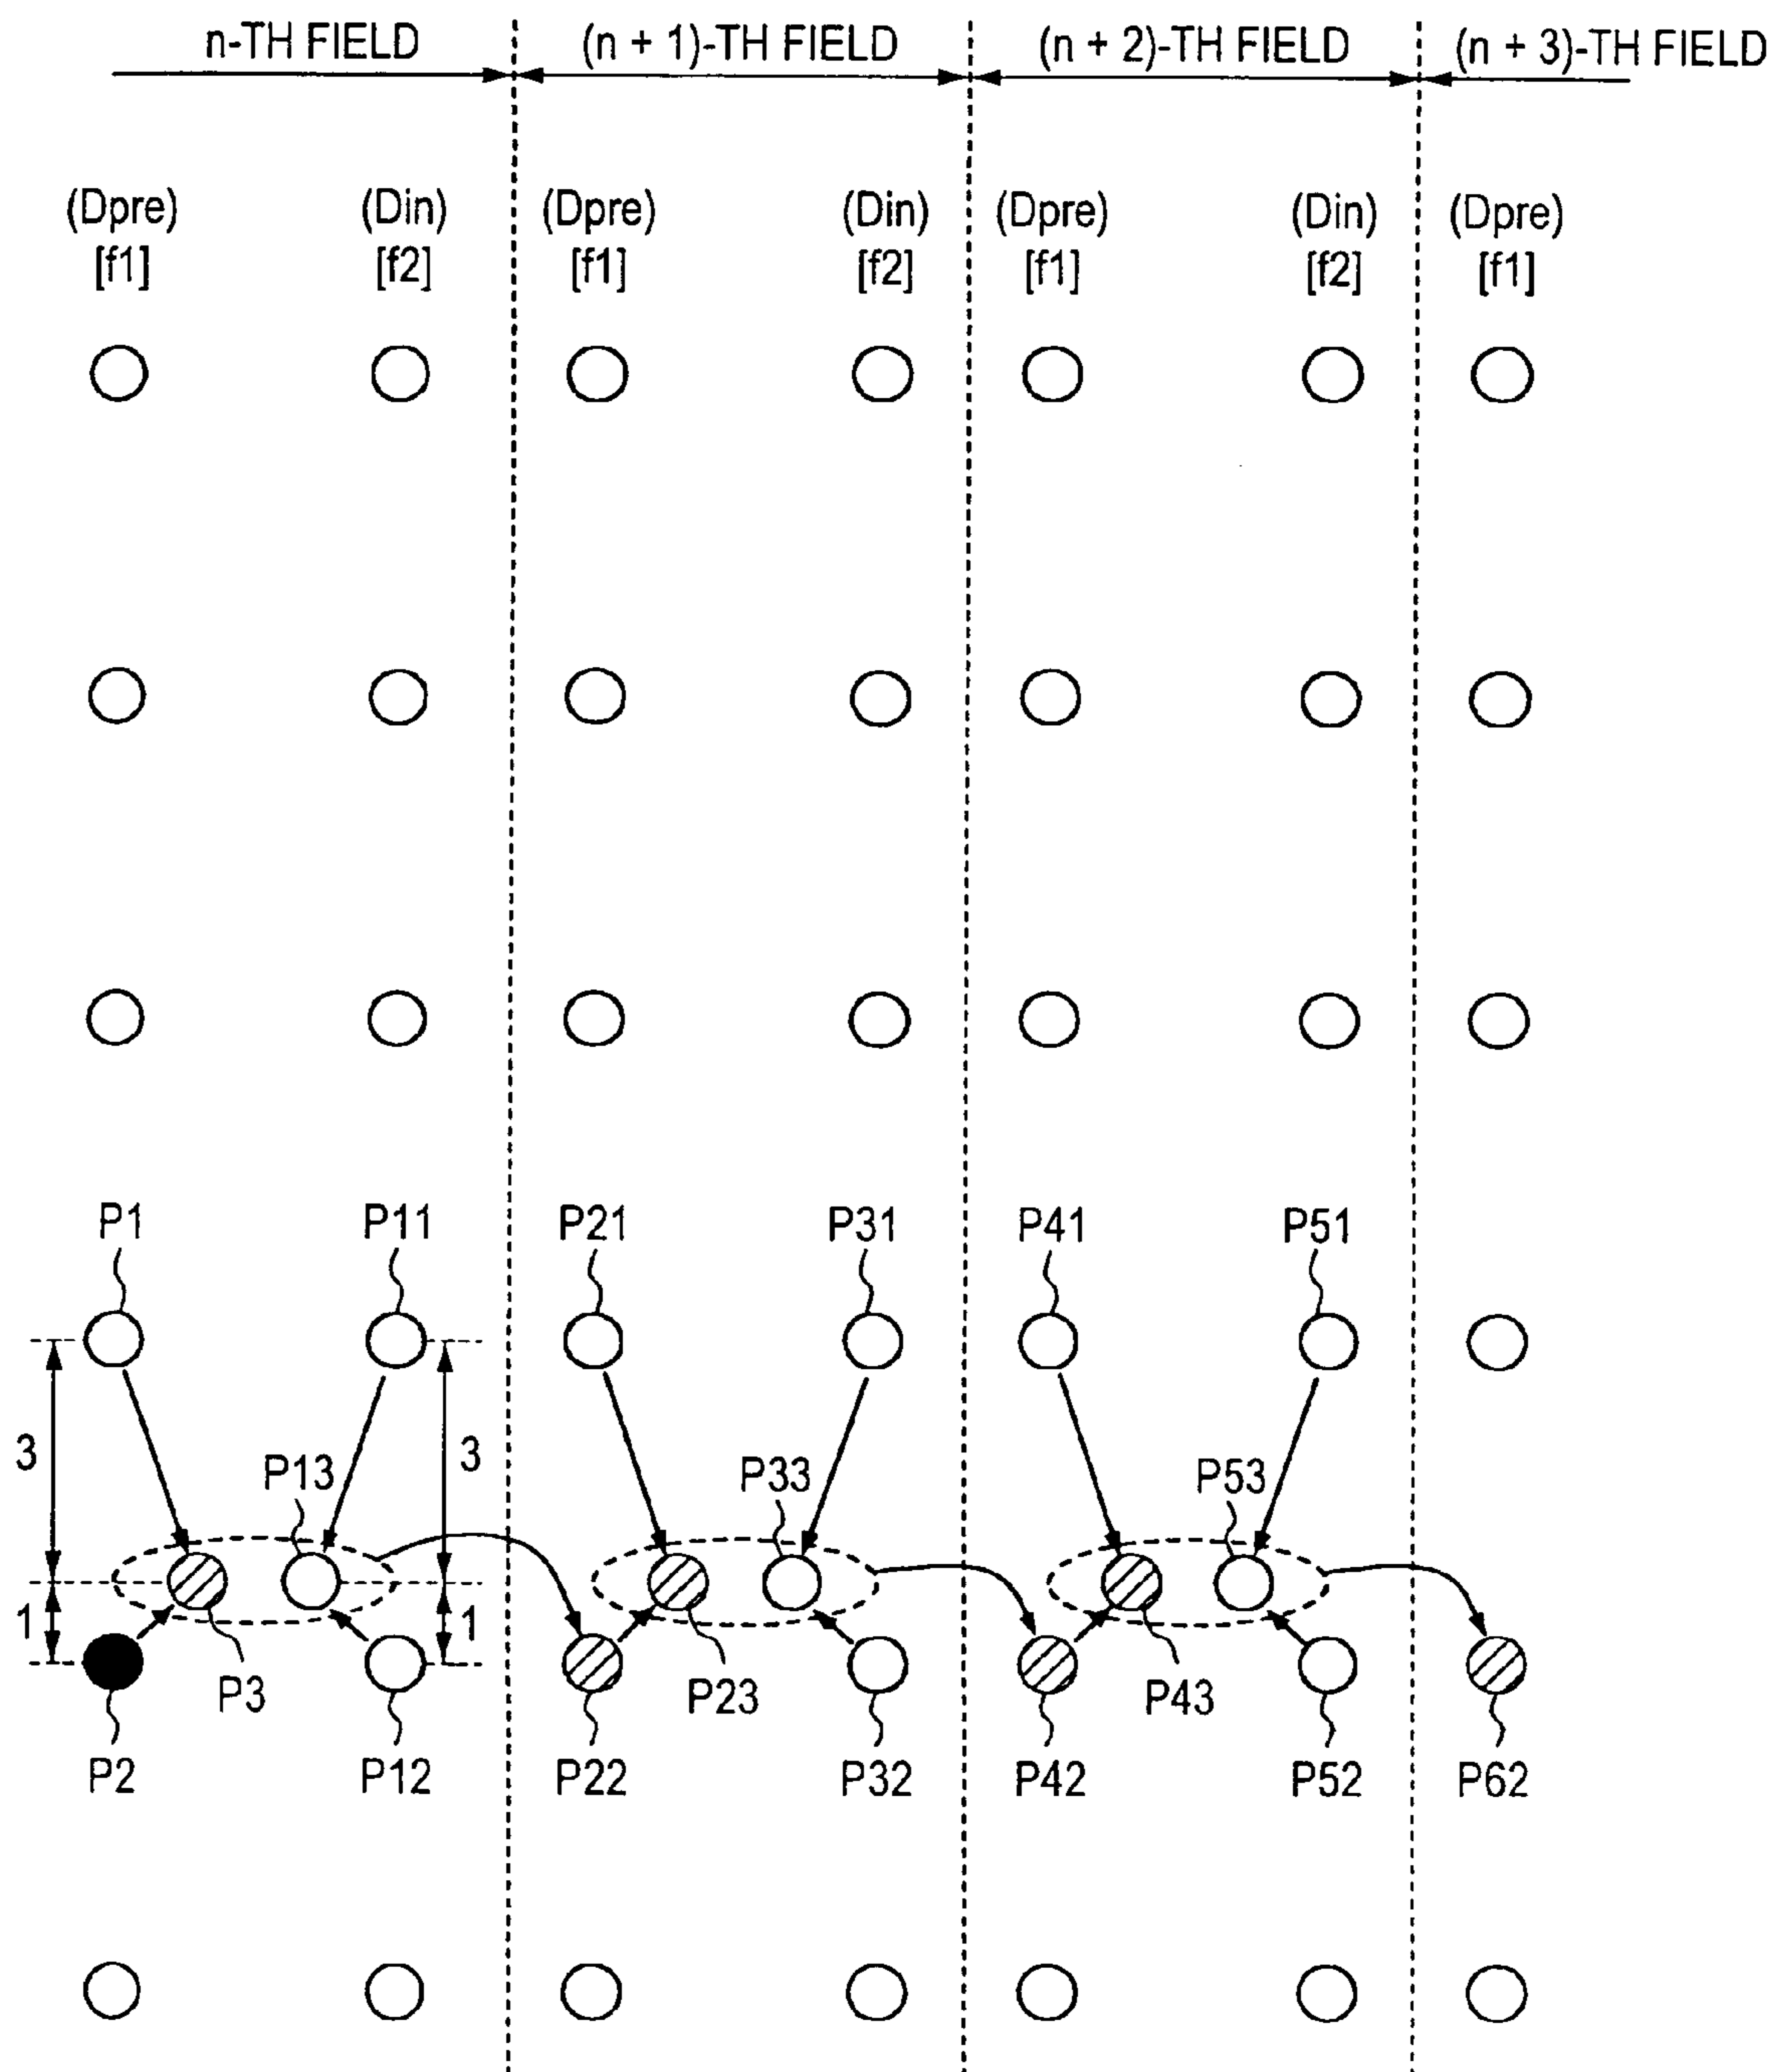 n-TH FIELD (n + 1)-TH FIELD (n + 2)-TH FIELD (n + 3)-TH FIELD
(Dpre) (Din) (Dpre) (Din) (Dpre) (Din) (Dpre)
[f1] [f2] [f1] [f2] [f1] [f2] [f1]
P1 P11 P21 P31 P41 P51
3 3
P13 P33 P53
1 1
P3 P23 P43
P2 P12 P22 P32 P42 P52 P62